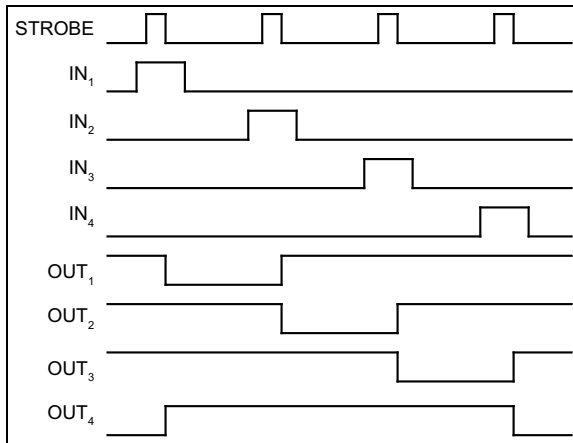 STROBE
IN₁
IN₂
IN₃
IN₄
OUT₁
OUT₂
OUT₃
OUT₄